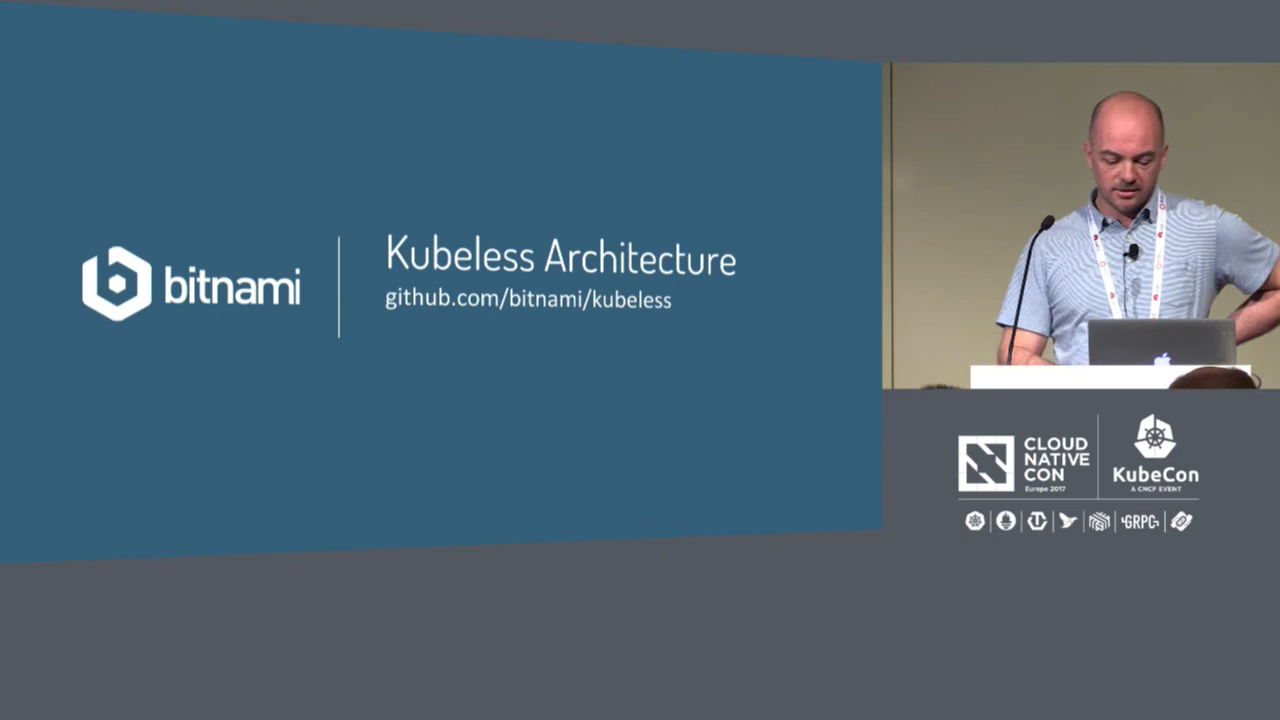 bitnami
Kubeless Architecture
github.com/bitnami/kubeless
CLOUD
NATIVE
CON
Europe 2017
KubeCon
A CNCF EVENT
GRPC